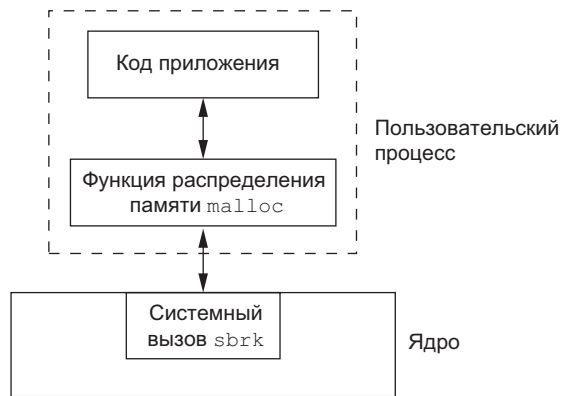 Код приложения
Пользовательский
процесс
Функция распределения
памяти malloc
Системный
вызов sbrk
Ядро